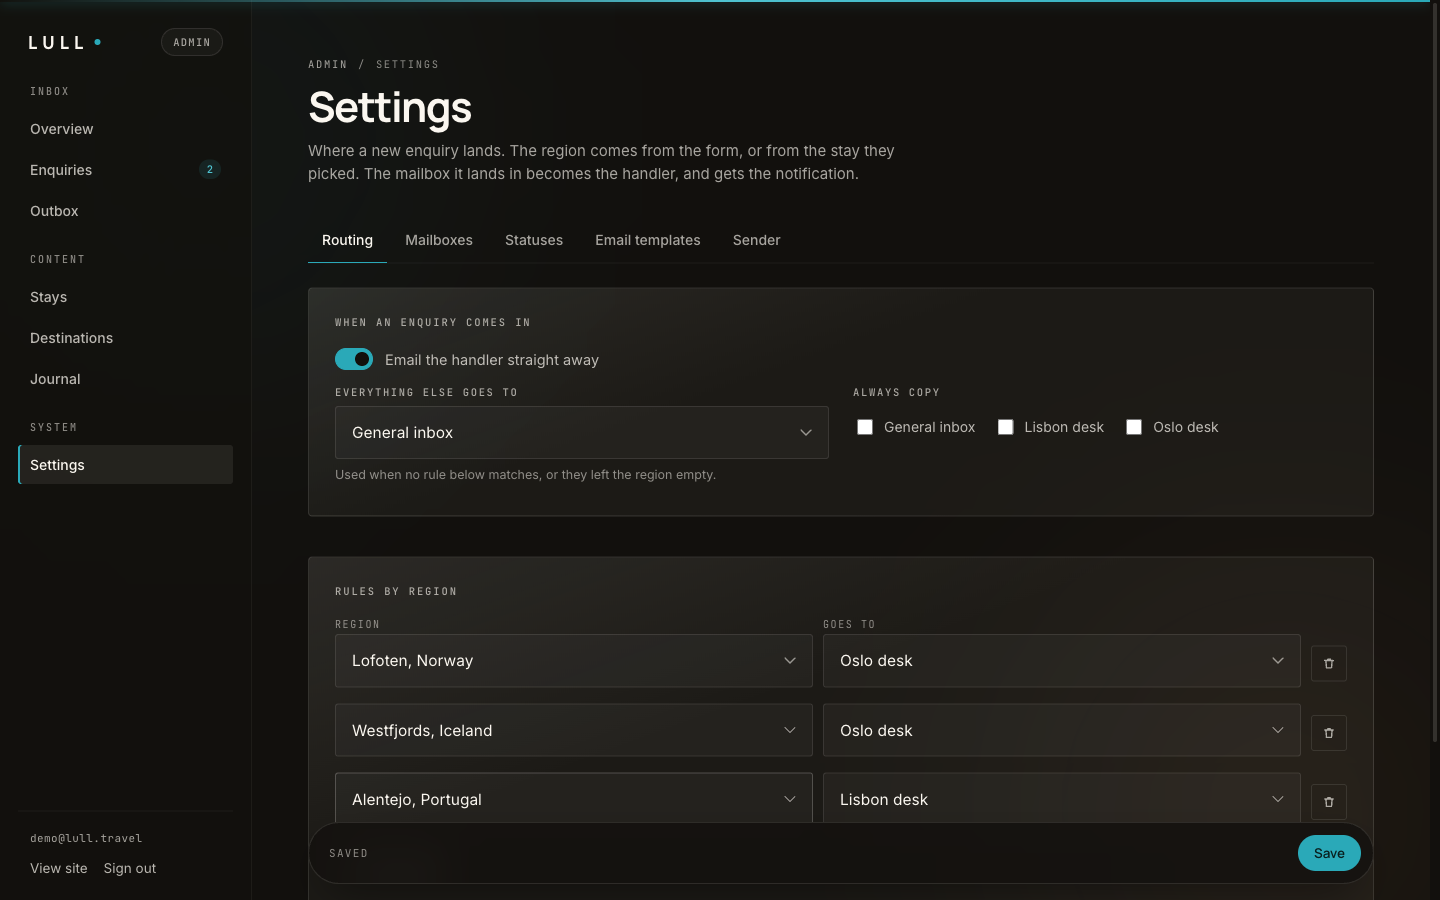 LULL
ADMIN
INBOX
Overview
Enquiries 2
Outbox
CONTENT
Stays
Destinations
Journal
SYSTEM
Settings
demo@lull.travel
View site Sign out
ADMIN / SETTINGS
Settings
Where a new enquiry lands. The region comes from the form, or from the stay they
picked. The mailbox it lands in becomes the handler, and gets the notification.
Routing Mailboxes Statuses Email templates Sender
WHEN AN ENQUIRY COMES IN
Email the handler straight away
EVERYTHING ELSE GOES TO
General inbox
Used when no rule below matches, or they left the region empty.
ALWAYS COPY
General inbox Lisbon desk Oslo desk
RULES BY REGION
REGION GOES TO
Lofoten, Norway Oslo desk
Westfjords, Iceland Oslo desk
Alentejo, Portugal Lisbon desk
SAVED Save